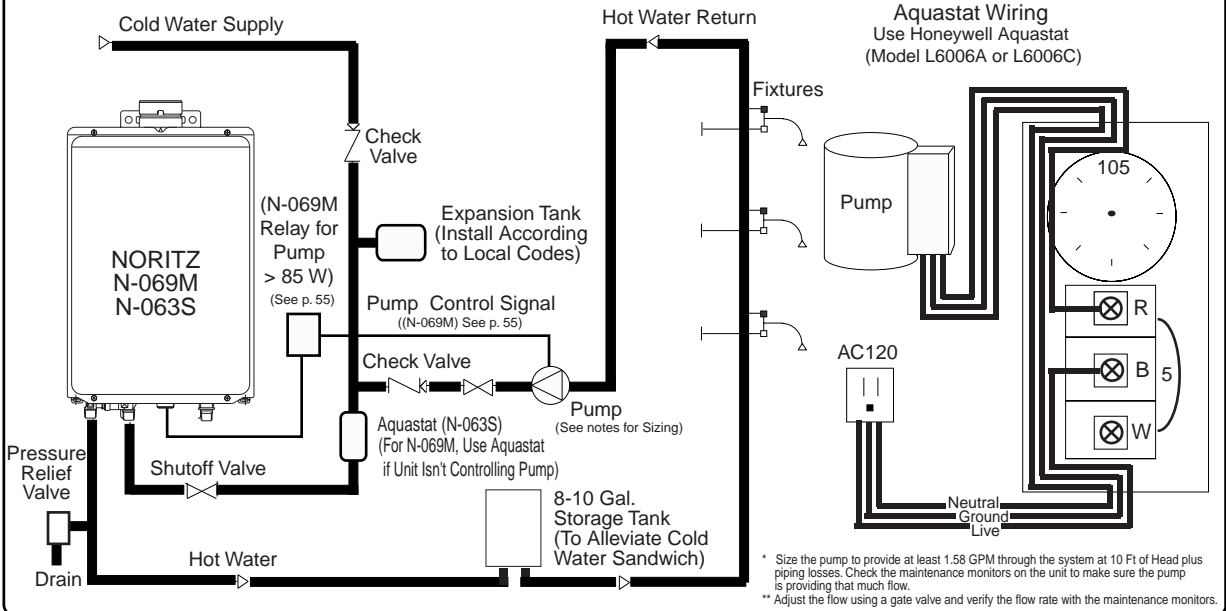 Cold Water Supply
Hot Water Return
Aquastat Wiring
Use Honeywell Aquastat
(Model L6006A or L6006C)
Fixtures
Check
Valve
(N-069M
Relay for
Pump
> 85 W)
(See p. 55)
Expansion Tank
(Install According
to Local Codes)
NORITZ
N-069M
N-063S
Pump Control Signal
((N-069M) See p. 55)
Check Valve
Pump
(See notes for Sizing)
Aquastat (N-063S)
(For N-069M, Use Aquastat
if Unit Isn't Controlling Pump)
Pressure
Relief
Valve
Shutoff Valve
8-10 Gal.
Storage Tank
(To Alleviate Cold
Water Sandwich)
Drain
Hot Water
Pump
105
R
B
5
W
AC120
Neutral
Ground
Live
* Size the pump to provide at least 1.58 GPM through the system at 10 Ft of Head plus
piping losses. Check the maintenance monitors on the unit to make sure the pump
is providing that much flow.
** Adjust the flow using a gate valve and verify the flow rate with the maintenance monitors.